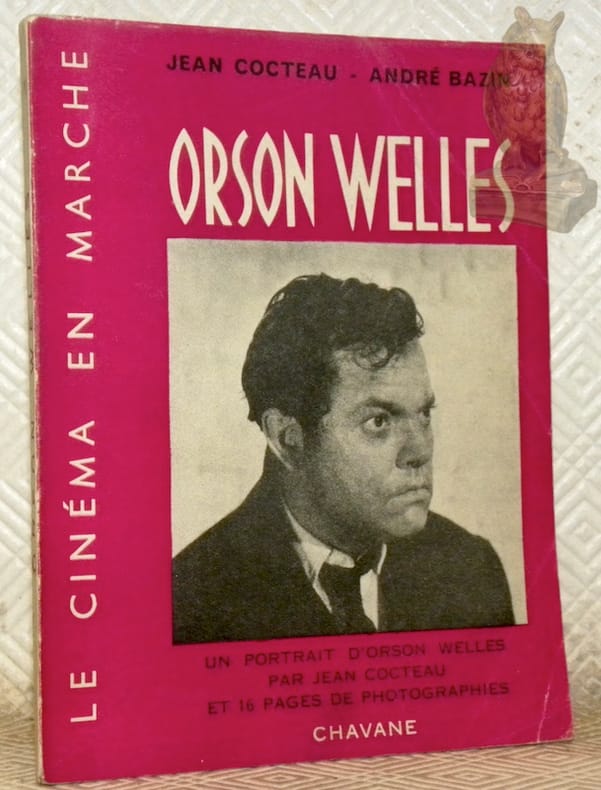 JEAN COCTEAU - ANDRÉ BAZIN
ORSON WELLES
LE CINÉMA EN MARCHE
UN PORTRAIT D'ORSON WELLES
PAR JEAN COCTEAU
ET 16 PAGES DE PHOTOGRAPHIES
CHAVANE